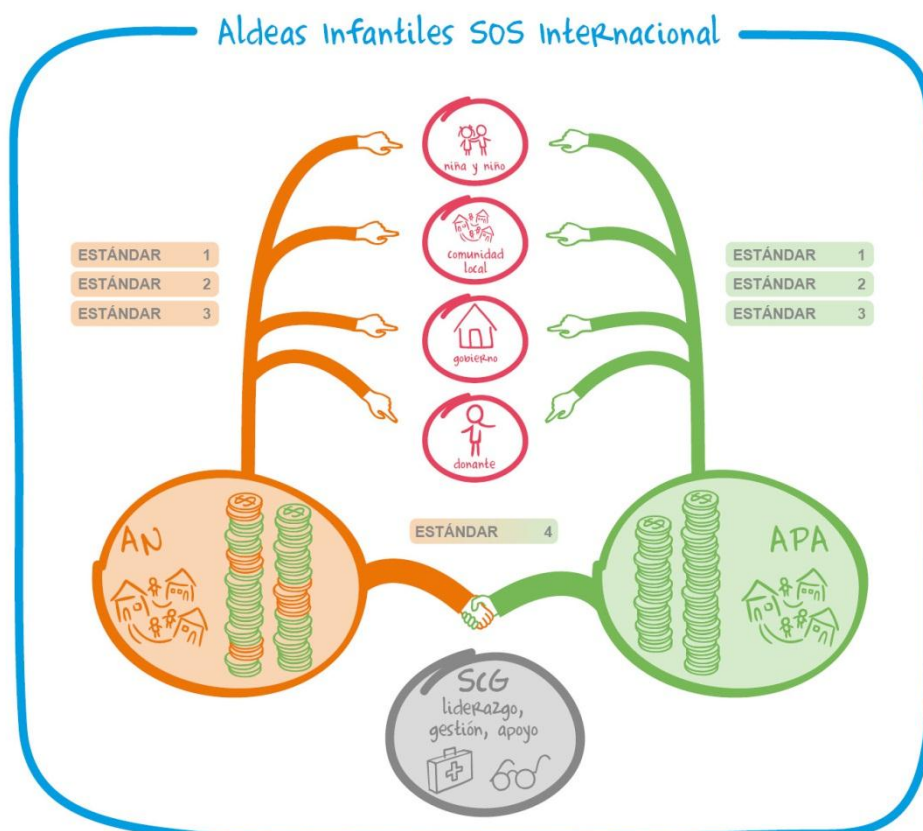 Aldeas Infantiles SOS Internacional
niña y niño
comunidad
local
gobierno
donante
ESTÁNDAR 1
ESTÁNDAR 2
ESTÁNDAR 3
ESTÁNDAR 1
ESTÁNDAR 2
ESTÁNDAR 3
ESTÁNDAR 4
AN
APA
SCG
liderazgo,
gestión, apoyo